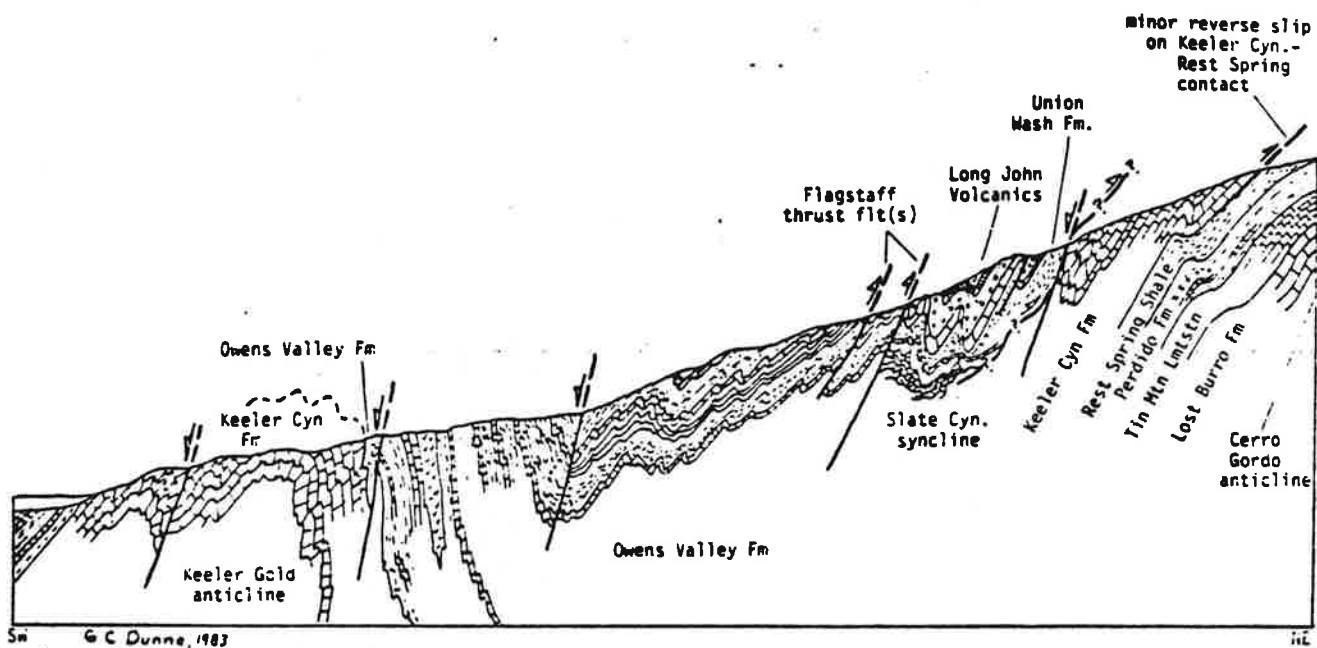 minor reverse slip
on Keeler Cyn.-
Rest Spring
contact
Union
Wash Fm.
Long John
Volcanics
Flagstaff
thrust flt(s)
?
?
?
Owens Valley Fm
Keeler Cyn
Fm
Keeler Gold
anticline
Owens Valley Fm
Slate Cyn.
syncline
Keeler Cyn Fm
Rest Spring Shale
Perdido Fm
Tin Mtn Lmstn
Lost Burro Fm
Cerro
Gordo
anticline
SW
G C Dunne, 1983
NE